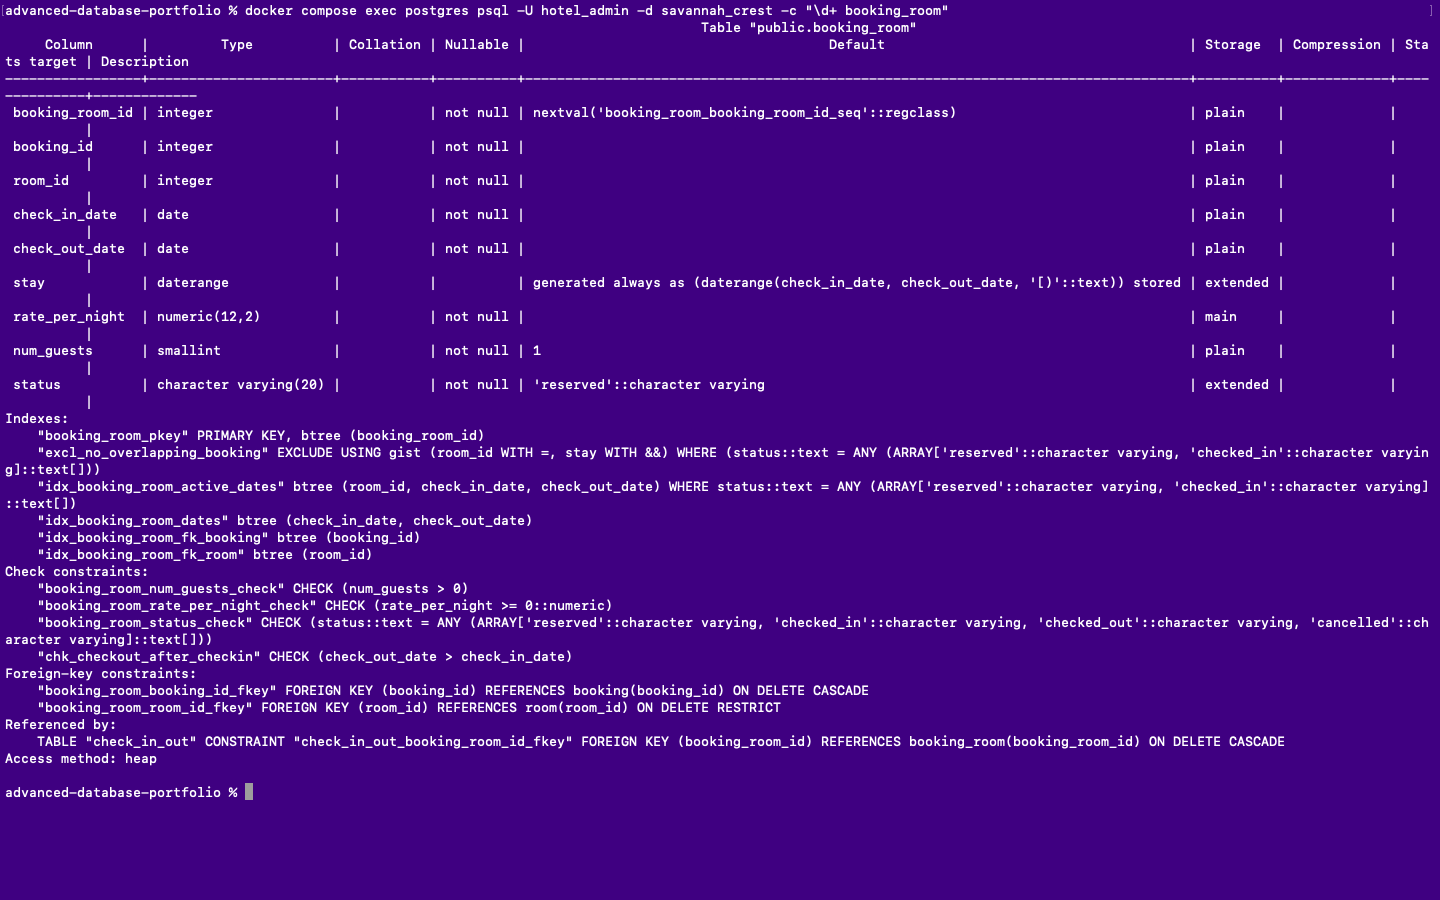 [advanced-database-portfolio % docker compose exec postgres psql -U hotel_admin -d savannah_crest -c "\d+ booking_room" ]
Table "public.booking_room"
Column | Type | Collation | Nullable | Default | Storage | Compression | Sta
ts target | Description
-----------------+-----------------------+-----------+----------+-----------------------------------------------------------------------------------+----------+-------------+----
----------+-------------
booking_room_id | integer | | not null | nextval('booking_room_booking_room_id_seq'::regclass) | plain | |
|
booking_id | integer | | not null | | plain | |
|
room_id | integer | | not null | | plain | |
|
check_in_date | date | | not null | | plain | |
|
check_out_date | date | | not null | | plain | |
|
stay | daterange | | | generated always as (daterange(check_in_date, check_out_date, '[)'::text)) stored | extended | |
|
rate_per_night | numeric(12,2) | | not null | | main | |
|
num_guests | smallint | | not null | 1 | plain | |
|
status | character varying(20) | | not null | 'reserved'::character varying | extended | |
|
Indexes:
"booking_room_pkey" PRIMARY KEY, btree (booking_room_id)
"excl_no_overlapping_booking" EXCLUDE USING gist (room_id WITH =, stay WITH &&) WHERE (status::text = ANY (ARRAY['reserved'::character varying, 'checked_in'::character varyin
g]::text[]))
"idx_booking_room_active_dates" btree (room_id, check_in_date, check_out_date) WHERE status::text = ANY (ARRAY['reserved'::character varying, 'checked_in'::character varying]
::text[])
"idx_booking_room_dates" btree (check_in_date, check_out_date)
"idx_booking_room_fk_booking" btree (booking_id)
"idx_booking_room_fk_room" btree (room_id)
Check constraints:
"booking_room_num_guests_check" CHECK (num_guests > 0)
"booking_room_rate_per_night_check" CHECK (rate_per_night >= 0::numeric)
"booking_room_status_check" CHECK (status::text = ANY (ARRAY['reserved'::character varying, 'checked_in'::character varying, 'checked_out'::character varying, 'cancelled'::ch
aracter varying]::text[]))
"chk_checkout_after_checkin" CHECK (check_out_date > check_in_date)
Foreign-key constraints:
"booking_room_booking_id_fkey" FOREIGN KEY (booking_id) REFERENCES booking(booking_id) ON DELETE CASCADE
"booking_room_room_id_fkey" FOREIGN KEY (room_id) REFERENCES room(room_id) ON DELETE RESTRICT
Referenced by:
TABLE "check_in_out" CONSTRAINT "check_in_out_booking_room_id_fkey" FOREIGN KEY (booking_room_id) REFERENCES booking_room(booking_room_id) ON DELETE CASCADE
Access method: heap
advanced-database-portfolio %